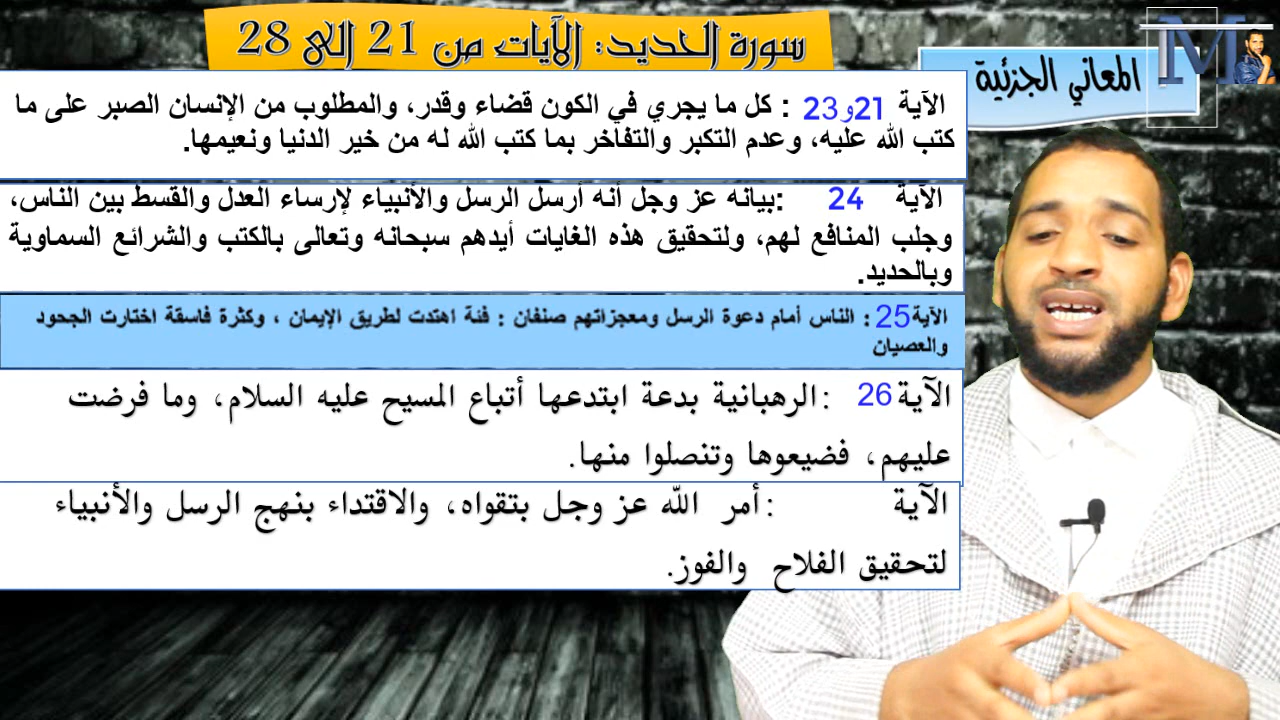 سورة الحديد: الآيات من 21 إلى 28
M
المعاني الجزئية
الآية 21و23 : كل ما يجري في الكون قضاء وقدر، والمطلوب من الإنسان الصبر على ما
كتب الله عليه، وعدم التكبر والتفاخر بما كتب الله له من خير الدنيا ونعيمها.
الآية 24 :بيانه عز وجل أنه أرسل الرسل والأنبياء لإرساء العدل والقسط بين الناس،
وجلب المنافع لهم، ولتحقيق هذه الغايات أيدهم سبحانه وتعالى بالكتب والشرائع السماوية
وبالحديد.
الآية25 : الناس أمام دعوة الرسل ومعجزاتهم صنفان : فئة اهتدت لطريق الإيمان ، وكثرة فاسقة اختارت الجحود
والعصيان
الآية 26 :الرهبانية بدعة ابتدعها أتباع المسيح عليه السلام، وما فرضت
عليهم، فضيعوها وتنصلوا منها.
الآية :أمر الله عز وجل بتقواه، والاقتداء بنهج الرسل والأنبياء
لتحقيق الفلاح والفوز.